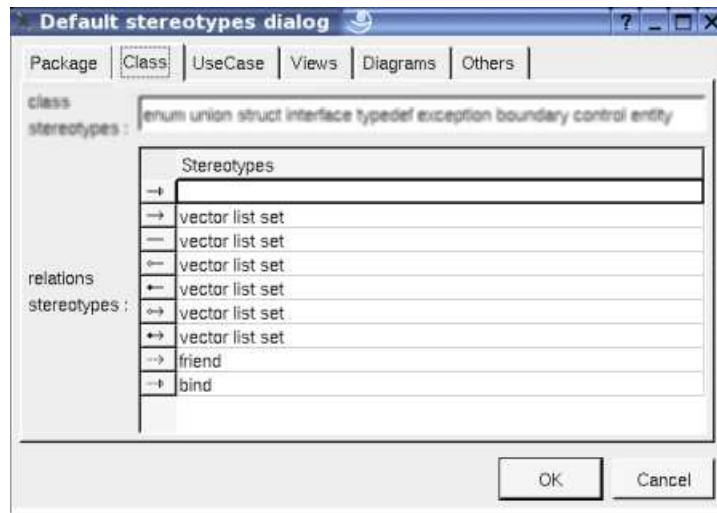 Default stereotypes dialog
Package Class UseCase Views Diagrams Others
class
stereotypes :
enum union struct interface typedef exception boundary control entity
Stereotypes
vector list set
vector list set
vector list set
vector list set
vector list set
vector list set
friend
bind
relations
stereotypes :
OK Cancel